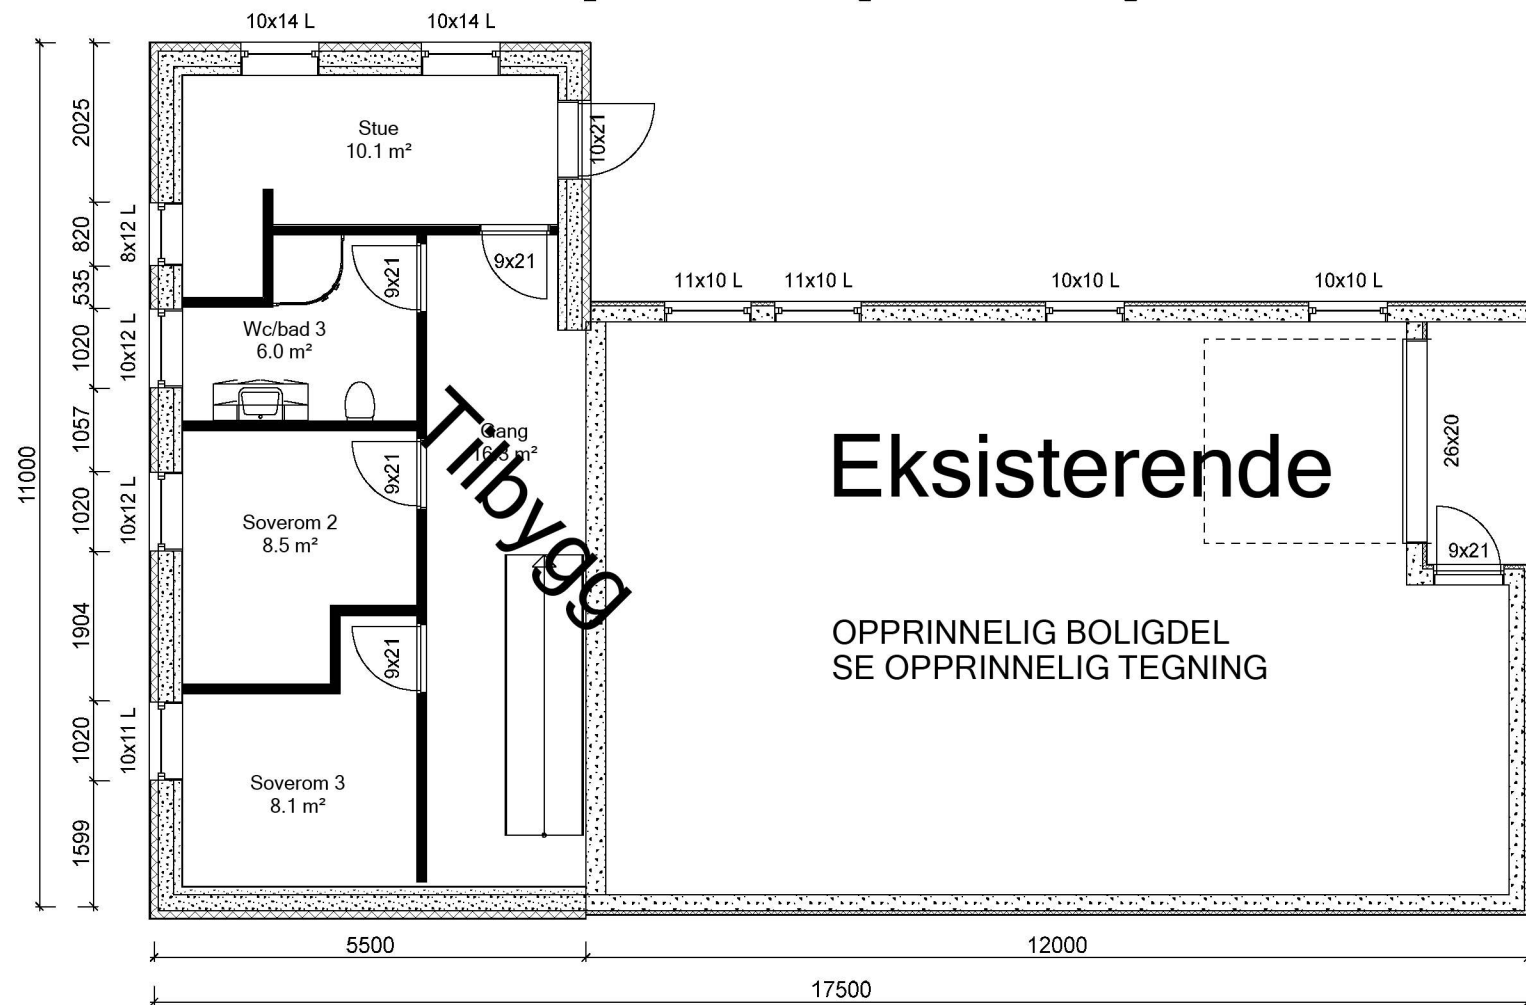 10x14 L
10x14 L
2025
Stue
10.1 m²
10x21
820
8x12 L
535
9x21
9x21
11x10 L
11x10 L
10x10 L
10x10 L
1020
10x12 L
Wc/bad 3
6.0 m²
1057
Gang
16.3 m²
Tilbygg
Eksisterende
26x20
11000
9x21
1020
10x12 L
Soverom 2
8.5 m²
9x21
1904
9x21
OPPRINNELIG BOLIGDEL
SE OPPRINNELIG TEGNING
1020
10x11 L
Soverom 3
8.1 m²
1599
5500
12000
17500